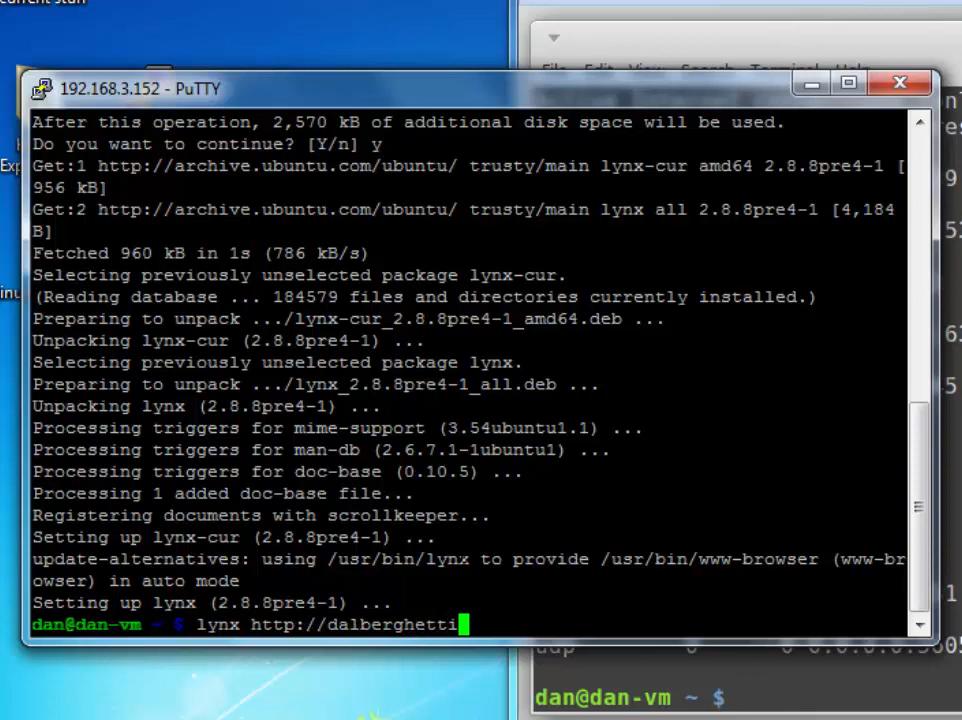 current stuff
File Edit View Search Terminal Help
192.168.3.152 - PuTTY
After this operation, 2,570 kB of additional disk space will be used.
Do you want to continue? [Y/n] y
Get:1 http://archive.ubuntu.com/ubuntu/ trusty/main lynx-cur amd64 2.8.8pre4-1 [
956 kB]
Get:2 http://archive.ubuntu.com/ubuntu/ trusty/main lynx all 2.8.8pre4-1 [4,184
B]
Fetched 960 kB in 1s (786 kB/s)
Selecting previously unselected package lynx-cur.
(Reading database ... 184579 files and directories currently installed.)
Preparing to unpack .../lynx-cur_2.8.8pre4-1_amd64.deb ...
Unpacking lynx-cur (2.8.8pre4-1) ...
Selecting previously unselected package lynx.
Preparing to unpack .../lynx_2.8.8pre4-1_all.deb ...
Unpacking lynx (2.8.8pre4-1) ...
Processing triggers for mime-support (3.54ubuntu1.1) ...
Processing triggers for man-db (2.6.7.1-1ubuntu1) ...
Processing triggers for doc-base (0.10.5) ...
Processing 1 added doc-base file...
Registering documents with scrollkeeper...
Setting up lynx-cur (2.8.8pre4-1) ...
update-alternatives: using /usr/bin/lynx to provide /usr/bin/www-browser (www-br
owser) in auto mode
Setting up lynx (2.8.8pre4-1) ...
dan@dan-vm ~ $ lynx http://dalberghetti
dan@dan-vm ~ $